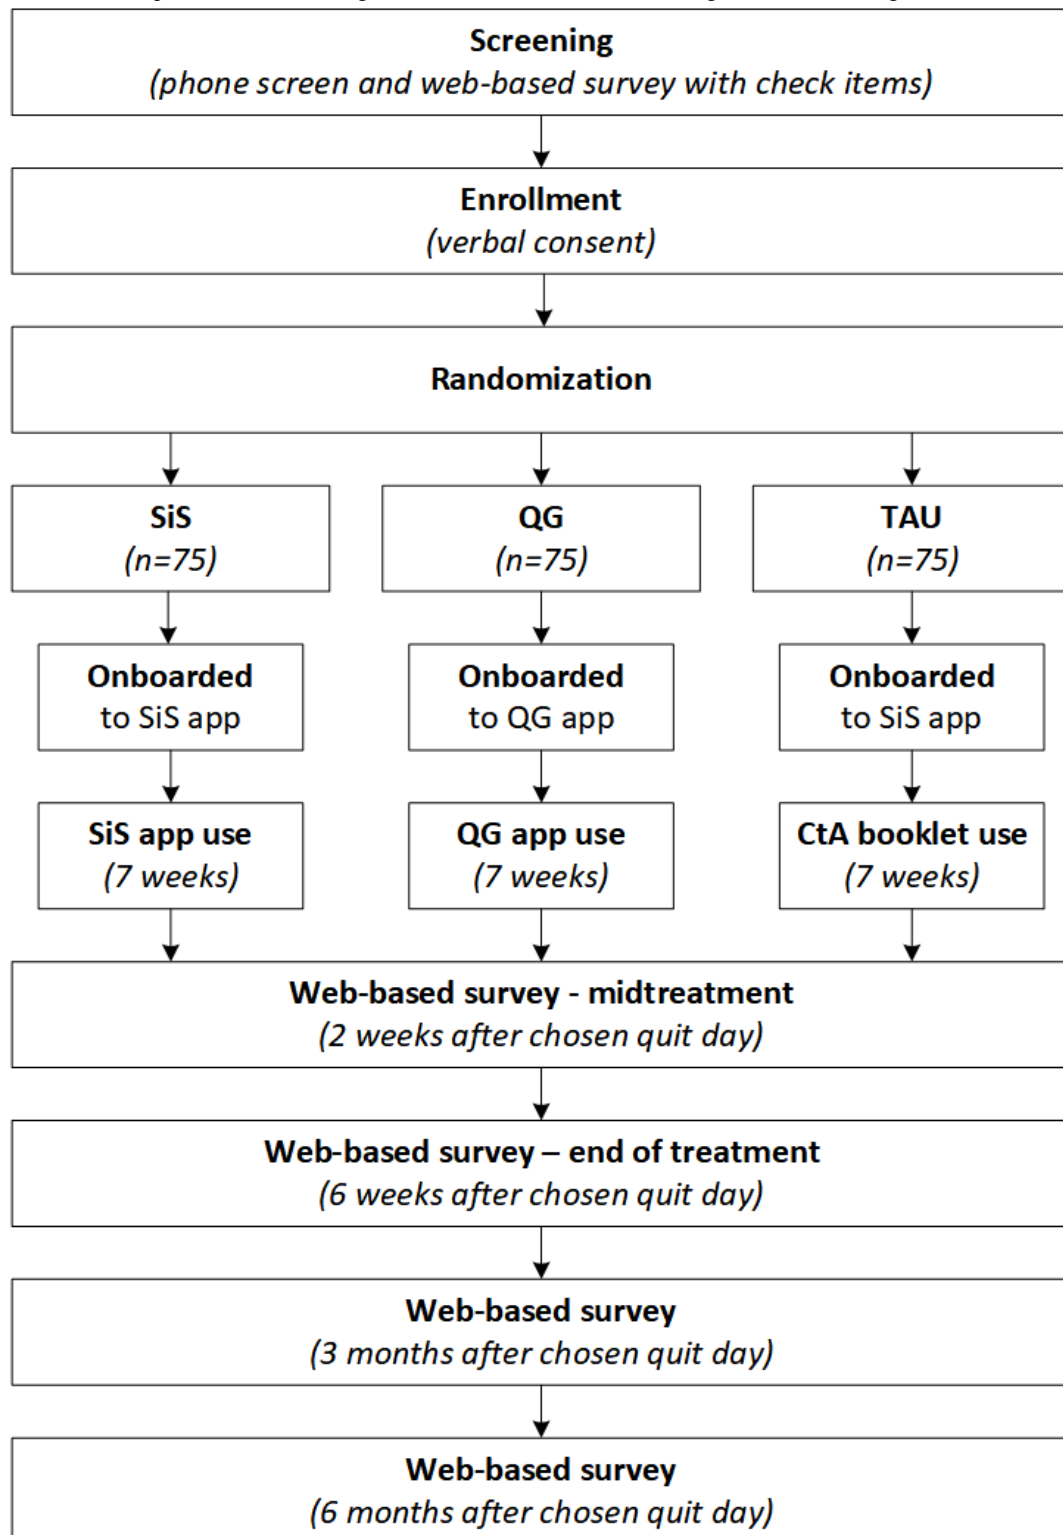 Screening
(phone screen and web-based survey with check items)
Enrollment
(verbal consent)
Randomization
SiS
(n=75)
QG
(n=75)
TAU
(n=75)
Onboarded
to SiS app
Onboarded
to QG app
Onboarded
to SiS app
SiS app use
(7 weeks)
QG app use
(7 weeks)
CtA booklet use
(7 weeks)
Web-based survey - midtreatment
(2 weeks after chosen quit day)
Web-based survey – end of treatment
(6 weeks after chosen quit day)
Web-based survey
(3 months after chosen quit day)
Web-based survey
(6 months after chosen quit day)